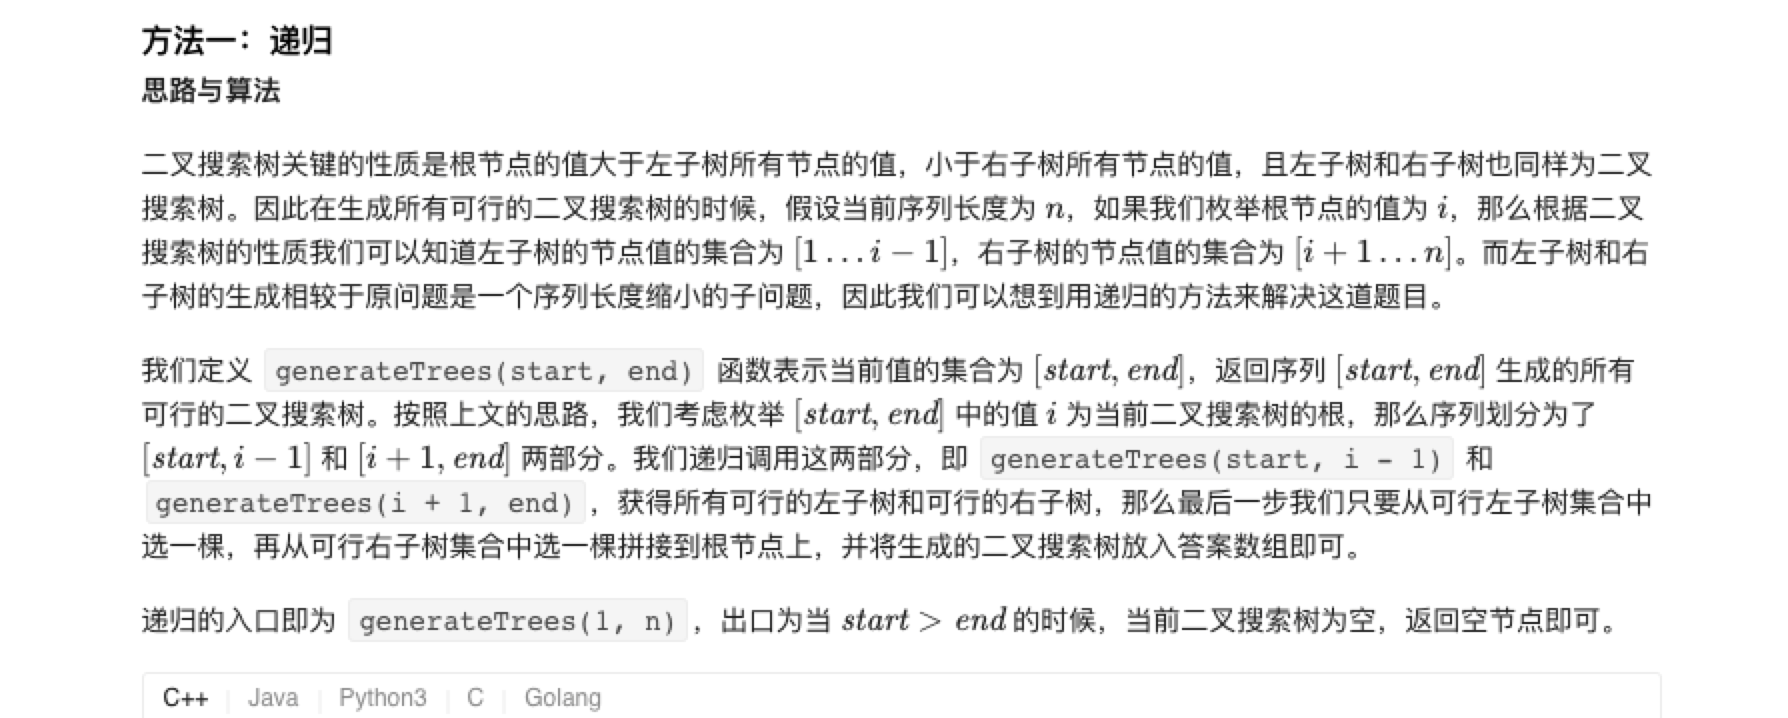 方法一：递归
思路与算法
二叉搜索树关键的性质是根节点的值大于左子树所有节点的值，小于右子树所有节点的值，且左子树和右子树也同样为二叉
搜索树。因此在生成所有可行的二叉搜索树的时候，假设当前序列长度为 n，如果我们枚举根节点的值为 i，那么根据二叉
搜索树的性质我们可以知道左子树的节点值的集合为 [1…i − 1]，右子树的节点值的集合为 [i + 1…n]。而左子树和右
子树的生成相较于原问题是一个序列长度缩小的子问题，因此我们可以想到用递归的方法来解决这道题目。
我们定义 generateTrees(start, end) 函数表示当前值的集合为 [start, end]，返回序列 [start, end] 生成的所有
可行的二叉搜索树。按照上文的思路，我们考虑枚举 [start, end] 中的值 i 为当前二叉搜索树的根，那么序列划分为了
[start, i − 1] 和 [i + 1, end] 两部分。我们递归调用这两部分，即 generateTrees(start, i - 1) 和
generateTrees(i + 1, end)，获得所有可行的左子树和可行的右子树，那么最后一步我们只要从可行左子树集合中
选一棵，再从可行右子树集合中选一棵拼接到根节点上，并将生成的二叉搜索树放入答案数组即可。
递归的入口即为 generateTrees(1, n)，出口为当 start > end 的时候，当前二叉搜索树为空，返回空节点即可。
C++ | Java | Python3 | C | Golang